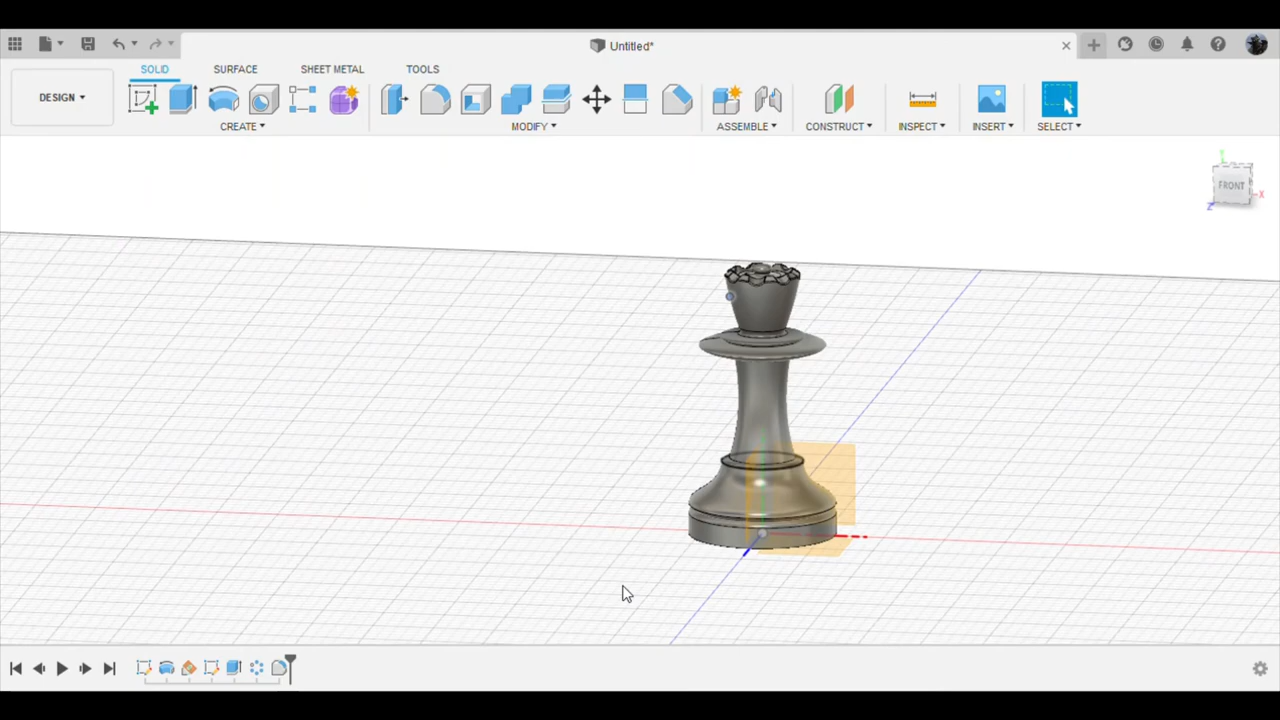 Untitled*
DESIGN
SOLID
SURFACE
SHEET METAL
TOOLS
CREATE
MODIFY
ASSEMBLE
CONSTRUCT
INSPECT
INSERT
SELECT
Y
FRONT
X
Z